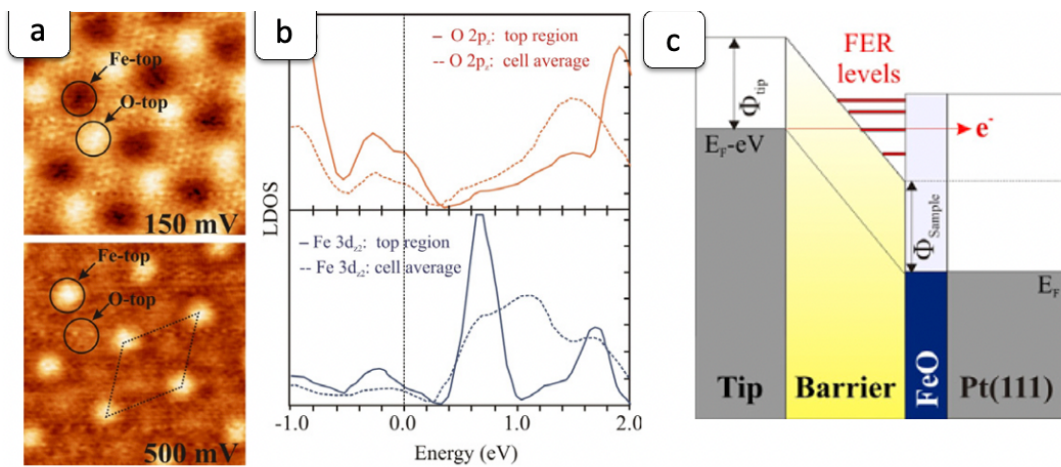 a
Fe-top
O-top
150 mV
Fe-top
O-top
500 mV
b
O 2pz: top region
O 2pz: cell average
Fe 3dz2: top region
Fe 3dz2: cell average
LDOS
-1.0 0.0 1.0 2.0
Energy (eV)
c
FER
levels
Φtip
e-
EF-eV
ΦSample
EF
Tip Barrier FeO Pt(111)